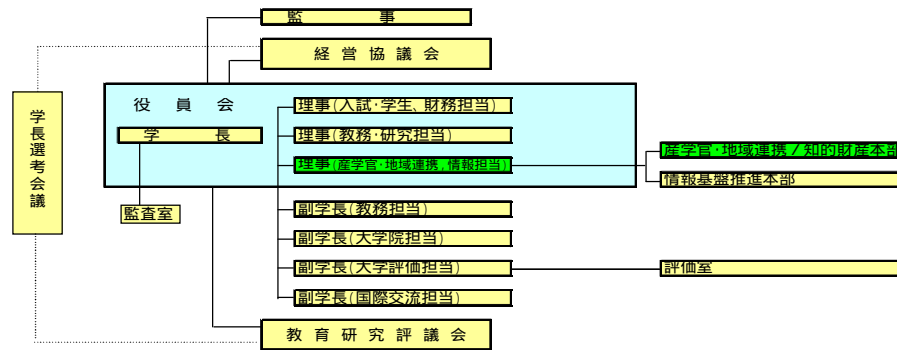 監事
経営協議会
学長選考会議
役員会
学長
監査室
理事(入試・学生、財務担当)
理事(教務・研究担当)
理事(産学官・地域連携,情報担当)
産学官・地域連携/知的財産本部
情報基盤推進本部
副学長(教務担当)
副学長(大学院担当)
副学長(大学評価担当)
評価室
副学長(国際交流担当)
教育研究評議会